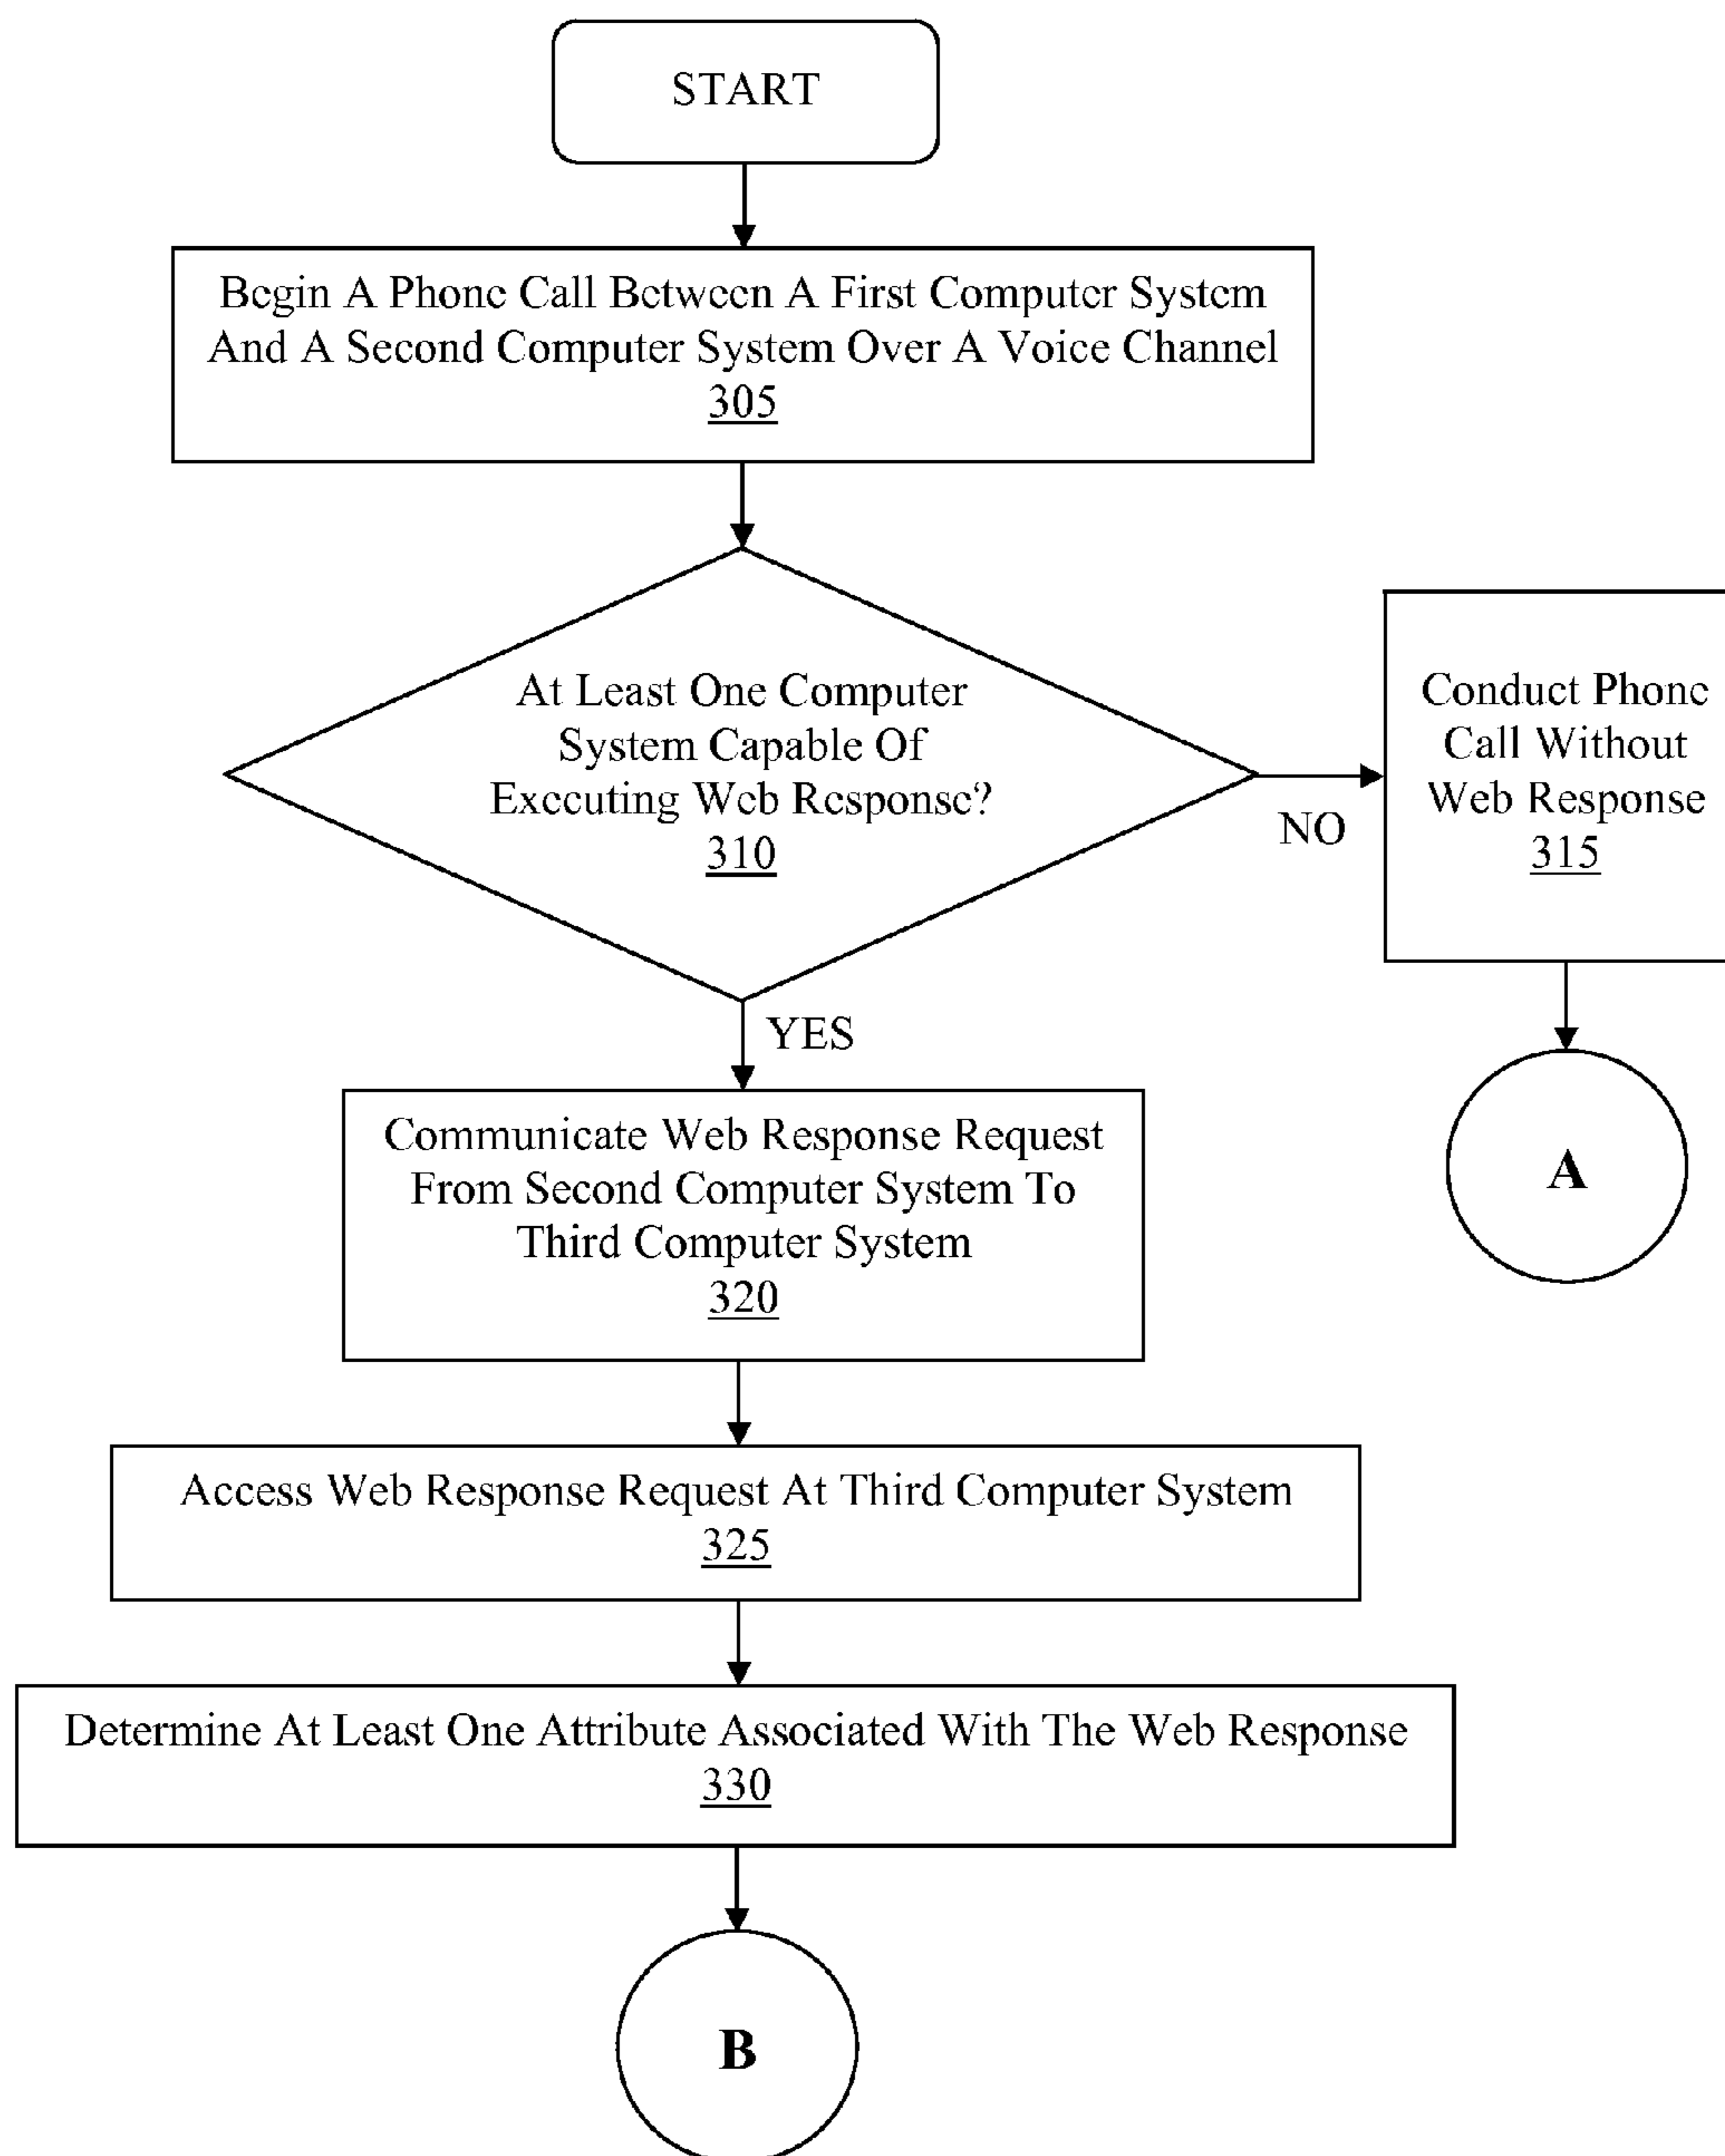 START
Begin A Phone Call Between A First Computer System
And A Second Computer System Over A Voice Channel
305
At Least One Computer
System Capable Of
Executing Web Response?
310
NO
Conduct Phone
Call Without
Web Response
315
A
YES
Communicate Web Response Request
From Second Computer System To
Third Computer System
320
Access Web Response Request At Third Computer System
325
Determine At Least One Attribute Associated With The Web Response
330
B